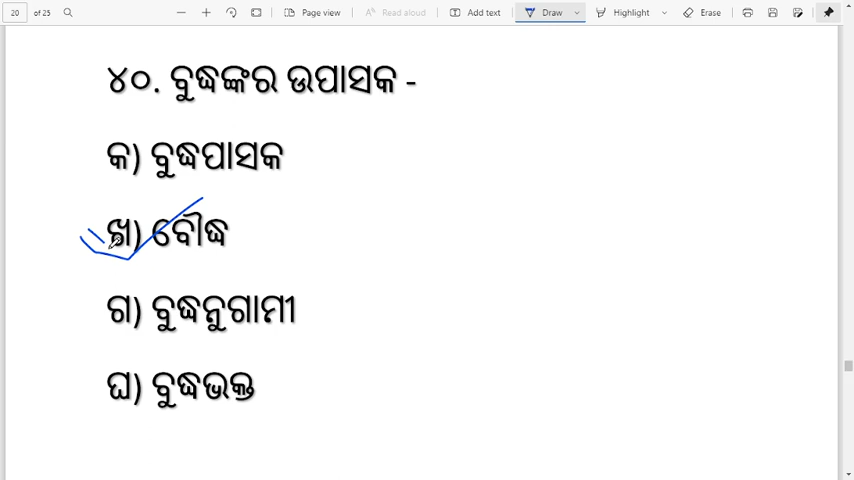 20 of 25 Page view Read aloud Add text Draw Highlight Erase
୪୦. ବୁଦ୍ଧଙ୍କର ଉପାସକ -
କ) ବୁଦ୍ଧପାସକ
ଖ) ବୌଦ୍ଧ
ଗ) ବୁଦ୍ଧନୁଗାମୀ
ଘ) ବୁଦ୍ଧଭକ୍ତ